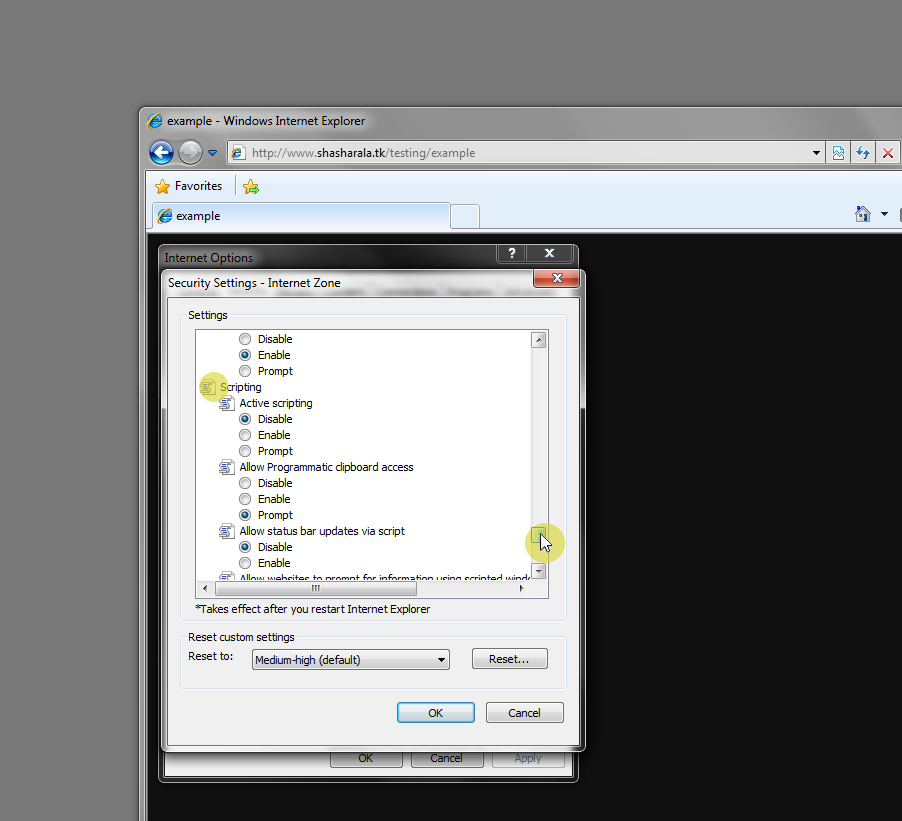 example - Windows Internet Explorer
http://www.shasharala.tk/testing/example
Favorites
example
Internet Options
?
Security Settings - Internet Zone
Settings
Disable
Enable
Prompt
Scripting
Active scripting
Disable
Enable
Prompt
Allow Programmatic clipboard access
Disable
Enable
Prompt
Allow status bar updates via script
Disable
Enable
Allow websites to prompt for information using scripted windo
*Takes effect after you restart Internet Explorer
Reset custom settings
Reset to:
Medium-high (default)
Reset...
OK
Cancel
OK
Cancel
Apply